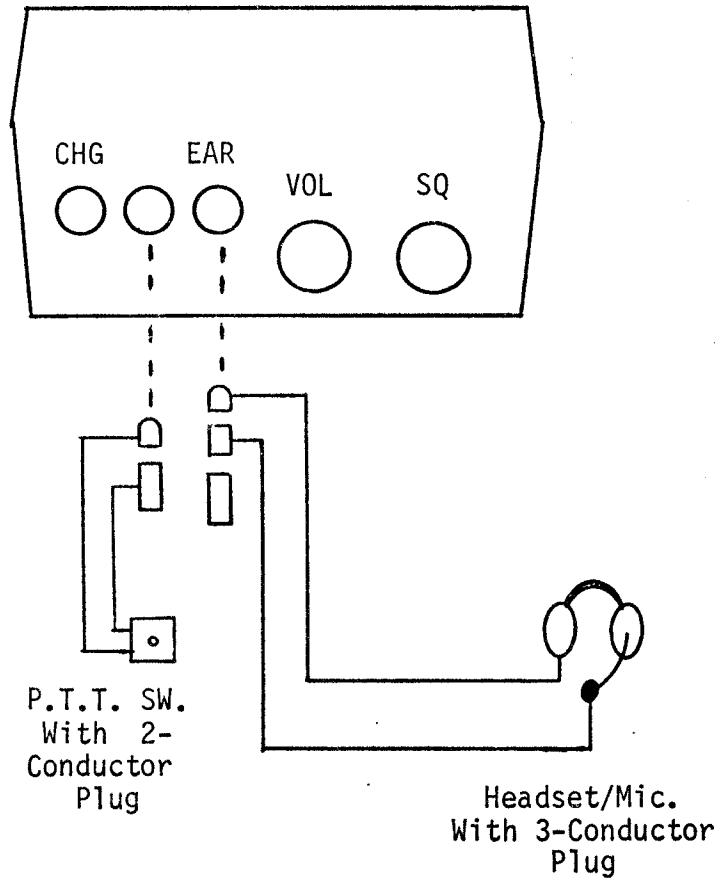 CHG
EAR
VOL
SQ
P.T.T. SW.
With 2-
Conductor
Plug
Headset/Mic.
With 3-Conductor
Plug